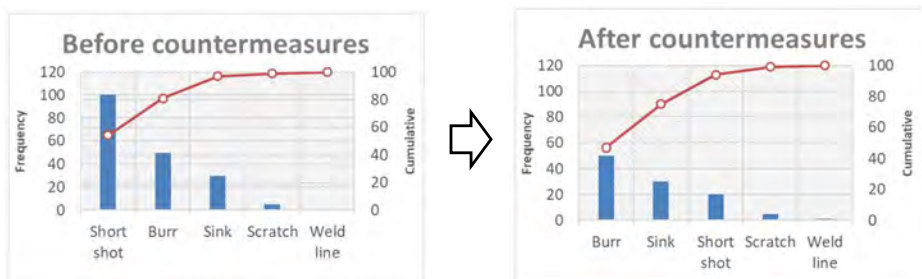 Before countermeasures
120
100
80
60
40
20
0
Frequency
100
80
60
40
20
0
Cumulative
Short shot
Burr
Sink
Scratch
Weld line
After countermeasures
120
100
80
60
40
20
0
Frequency
100
80
60
40
20
0
Cumulative
Burr
Sink
Short shot
Scratch
Weld line